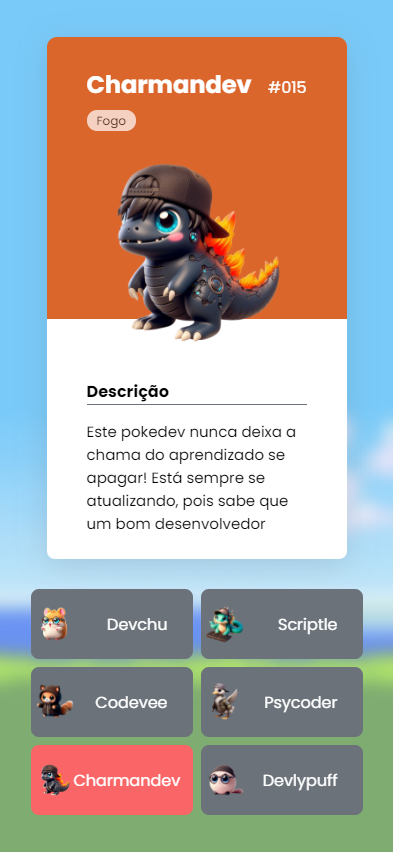 Charmandev #015
Fogo
Descrição
Este pokedev nunca deixa a
chama do aprendizado se
apagar! Está sempre se
atualizando, pois sabe que
um bom desenvolvedor
Devchu
Scriptle
Codevee
Psycoder
Charmandev
Devlypuff